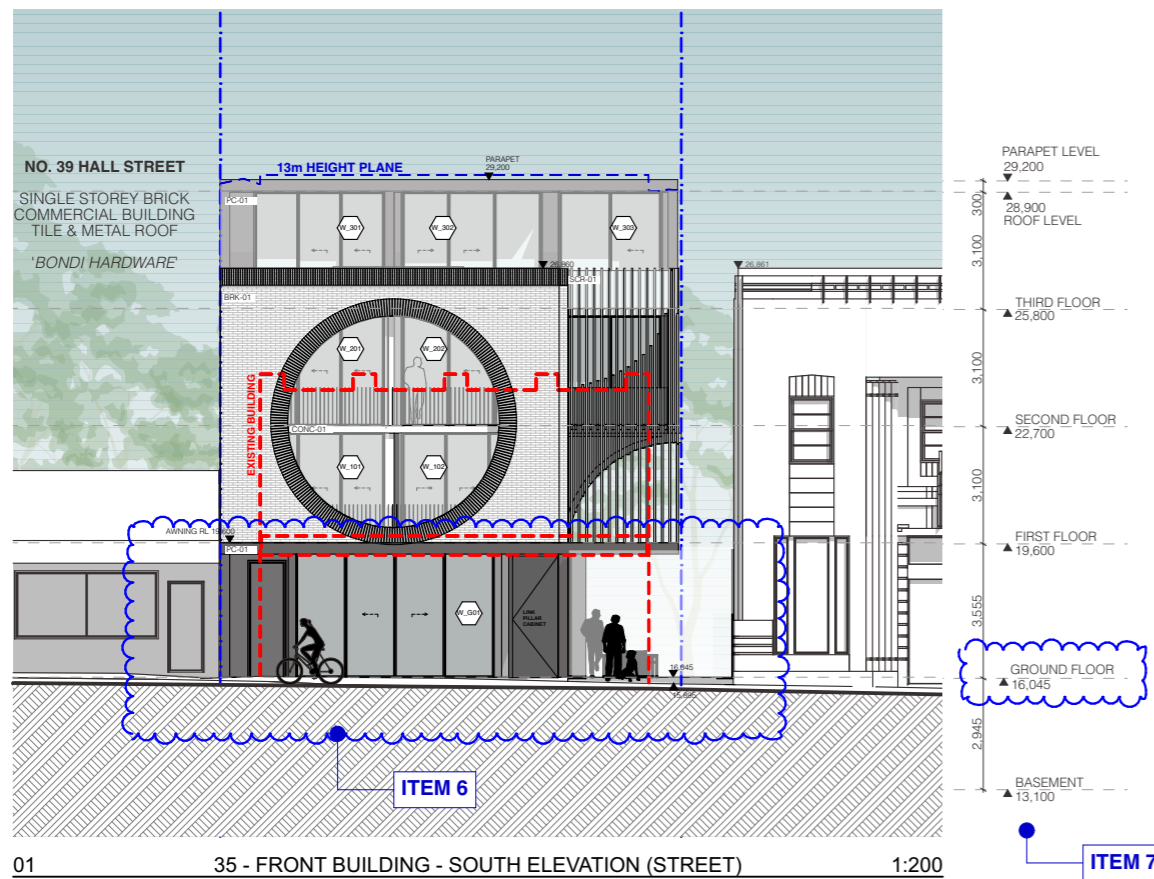 NO. 39 HALL STREET
SINGLE STOREY BRICK
COMMERCIAL BUILDING
TILE & METAL ROOF
'BONDI HARDWARE'
13m HEIGHT PLANE
PARAPET
29,200
PC-01
W_301
W_302
W_303
26,860
SCR-01
BRK-01
W_201
W_202
EXISTING BUILDING
CONC-01
W_101
W_102
AWNING RL
PC-01
W_G01
LINK
PILLAR
CABINET
16,045
26,861
PARAPET LEVEL
29,200
300
28,900
ROOF LEVEL
3,100
THIRD FLOOR
25,800
3,100
SECOND FLOOR
22,700
3,100
FIRST FLOOR
19,600
3,555
GROUND FLOOR
16,045
2,945
BASEMENT
13,100
ITEM 6
ITEM 7
01 35 - FRONT BUILDING - SOUTH ELEVATION (STREET) 1:200